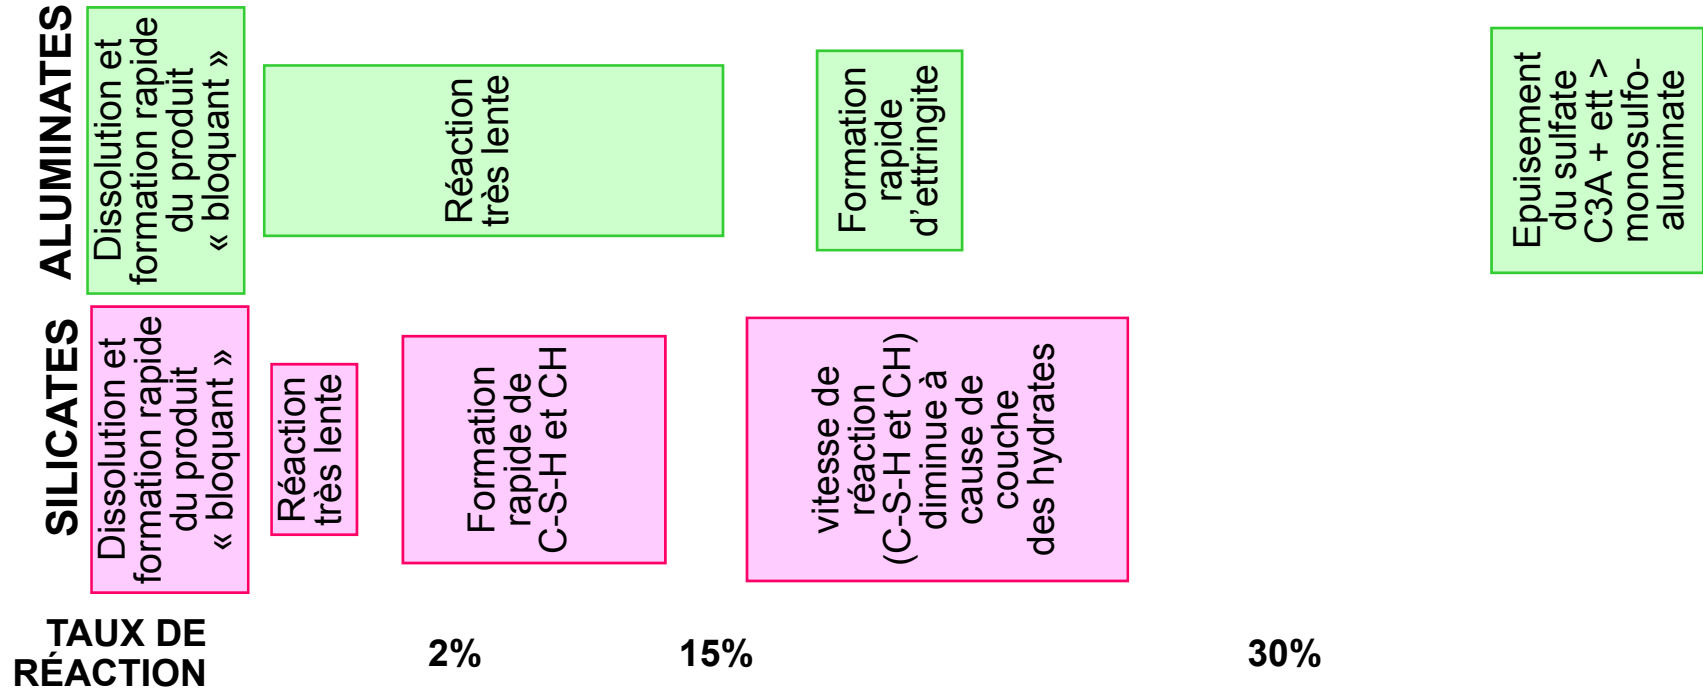 ALUMINATES
Dissolution et
formation rapide
du produit
« bloquant »
Réaction
très lente
Formation
rapide
d’ettringite
Epuisement
du sulfate
C3A + ett >
monosulfo-
aluminate
SILICATES
Dissolution et
formation rapide
du produit
« bloquant »
Réaction
très lente
Formation
rapide de
C-S-H et CH
vitesse de
réaction
(C-S-H et CH)
diminue à
cause de
couche
des hydrates
TAUX DE
RÉACTION
2%
15%
30%